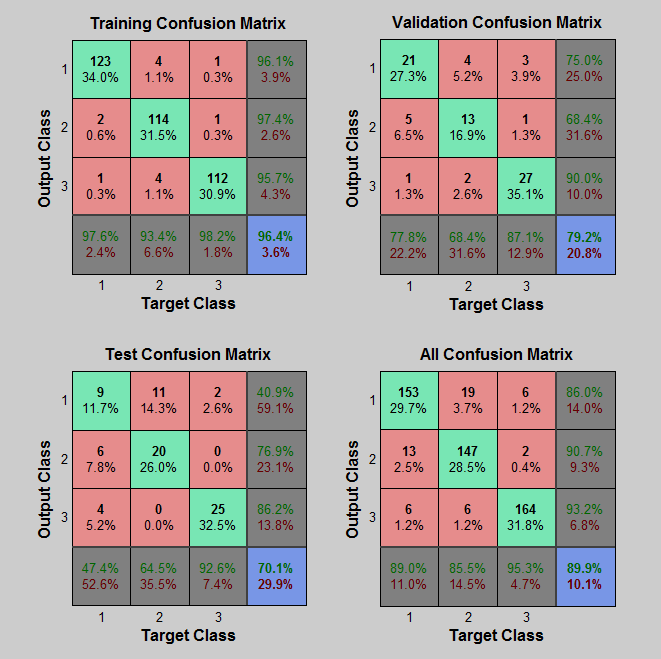 Training Confusion Matrix
Output Class
1
123 4 1 96.1%
34.0% 1.1% 0.3% 3.9%
2
2 114 1 97.4%
0.6% 31.5% 0.3% 2.6%
3
1 4 112 95.7%
0.3% 1.1% 30.9% 4.3%
97.6% 93.4% 98.2% 96.4%
2.4% 6.6% 1.8% 3.6%
1 2 3
Target Class
Validation Confusion Matrix
Output Class
1
21 4 3 75.0%
27.3% 5.2% 3.9% 25.0%
2
5 13 1 68.4%
6.5% 16.9% 1.3% 31.6%
3
1 2 27 90.0%
1.3% 2.6% 35.1% 10.0%
77.8% 68.4% 87.1% 79.2%
22.2% 31.6% 12.9% 20.8%
1 2 3
Target Class
Test Confusion Matrix
Output Class
1
9 11 2 40.9%
11.7% 14.3% 2.6% 59.1%
2
6 20 0 76.9%
7.8% 26.0% 0.0% 23.1%
3
4 0 25 86.2%
5.2% 0.0% 32.5% 13.8%
47.4% 64.5% 92.6% 70.1%
52.6% 35.5% 7.4% 29.9%
1 2 3
Target Class
All Confusion Matrix
Output Class
1
153 19 6 86.0%
29.7% 3.7% 1.2% 14.0%
2
13 147 2 90.7%
2.5% 28.5% 0.4% 9.3%
3
6 6 164 93.2%
1.2% 1.2% 31.8% 6.8%
89.0% 85.5% 95.3% 89.9%
11.0% 14.5% 4.7% 10.1%
1 2 3
Target Class